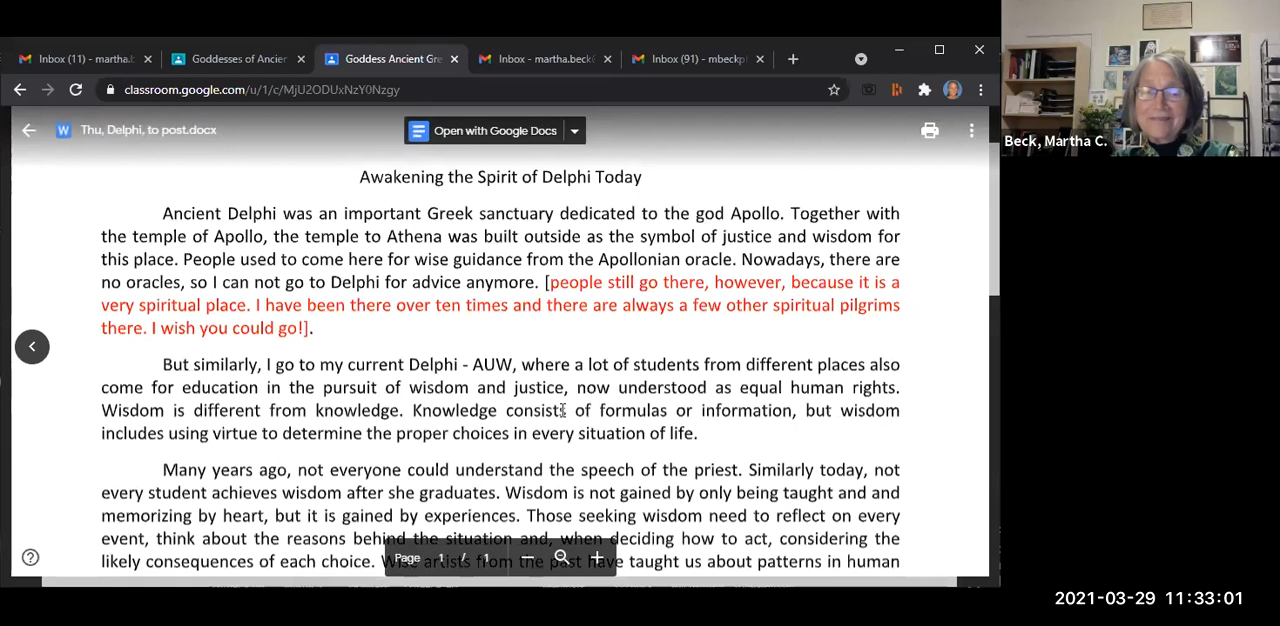 Inbox (11) - martha.b
Goddesses of Ancier
Goddess Ancient Gre
Inbox - martha.beck
Inbox (91) - mbeckp
classroom.google.com/u/1/c/MjU2ODUxNzY0Nzgy
Thu, Delphi, to post.docx
Open with Google Docs
Beck, Martha C.
Awakening the Spirit of Delphi Today
Ancient Delphi was an important Greek sanctuary dedicated to the god Apollo. Together with
the temple of Apollo, the temple to Athena was built outside as the symbol of justice and wisdom for
this place. People used to come here for wise guidance from the Apollonian oracle. Nowadays, there are
no oracles, so I can not go to Delphi for advice anymore. [people still go there, however, because it is a
very spiritual place. I have been there over ten times and there are always a few other spiritual pilgrims
there. I wish you could go!].
But similarly, I go to my current Delphi - AUW, where a lot of students from different places also
come for education in the pursuit of wisdom and justice, now understood as equal human rights.
Wisdom is different from knowledge. Knowledge consists of formulas or information, but wisdom
includes using virtue to determine the proper choices in every situation of life.
Many years ago, not everyone could understand the speech of the priest. Similarly today, not
every student achieves wisdom after she graduates. Wisdom is not gained by only being taught and and
memorizing by heart, but it is gained by experiences. Those seeking wisdom need to reflect on every
event, think about the reasons behind the situation and, when deciding how to act, considering the
likely consequences of each choice. Wise artists from the past have taught us about patterns in human
Page 1 / 1
2021-03-29 11:33:01